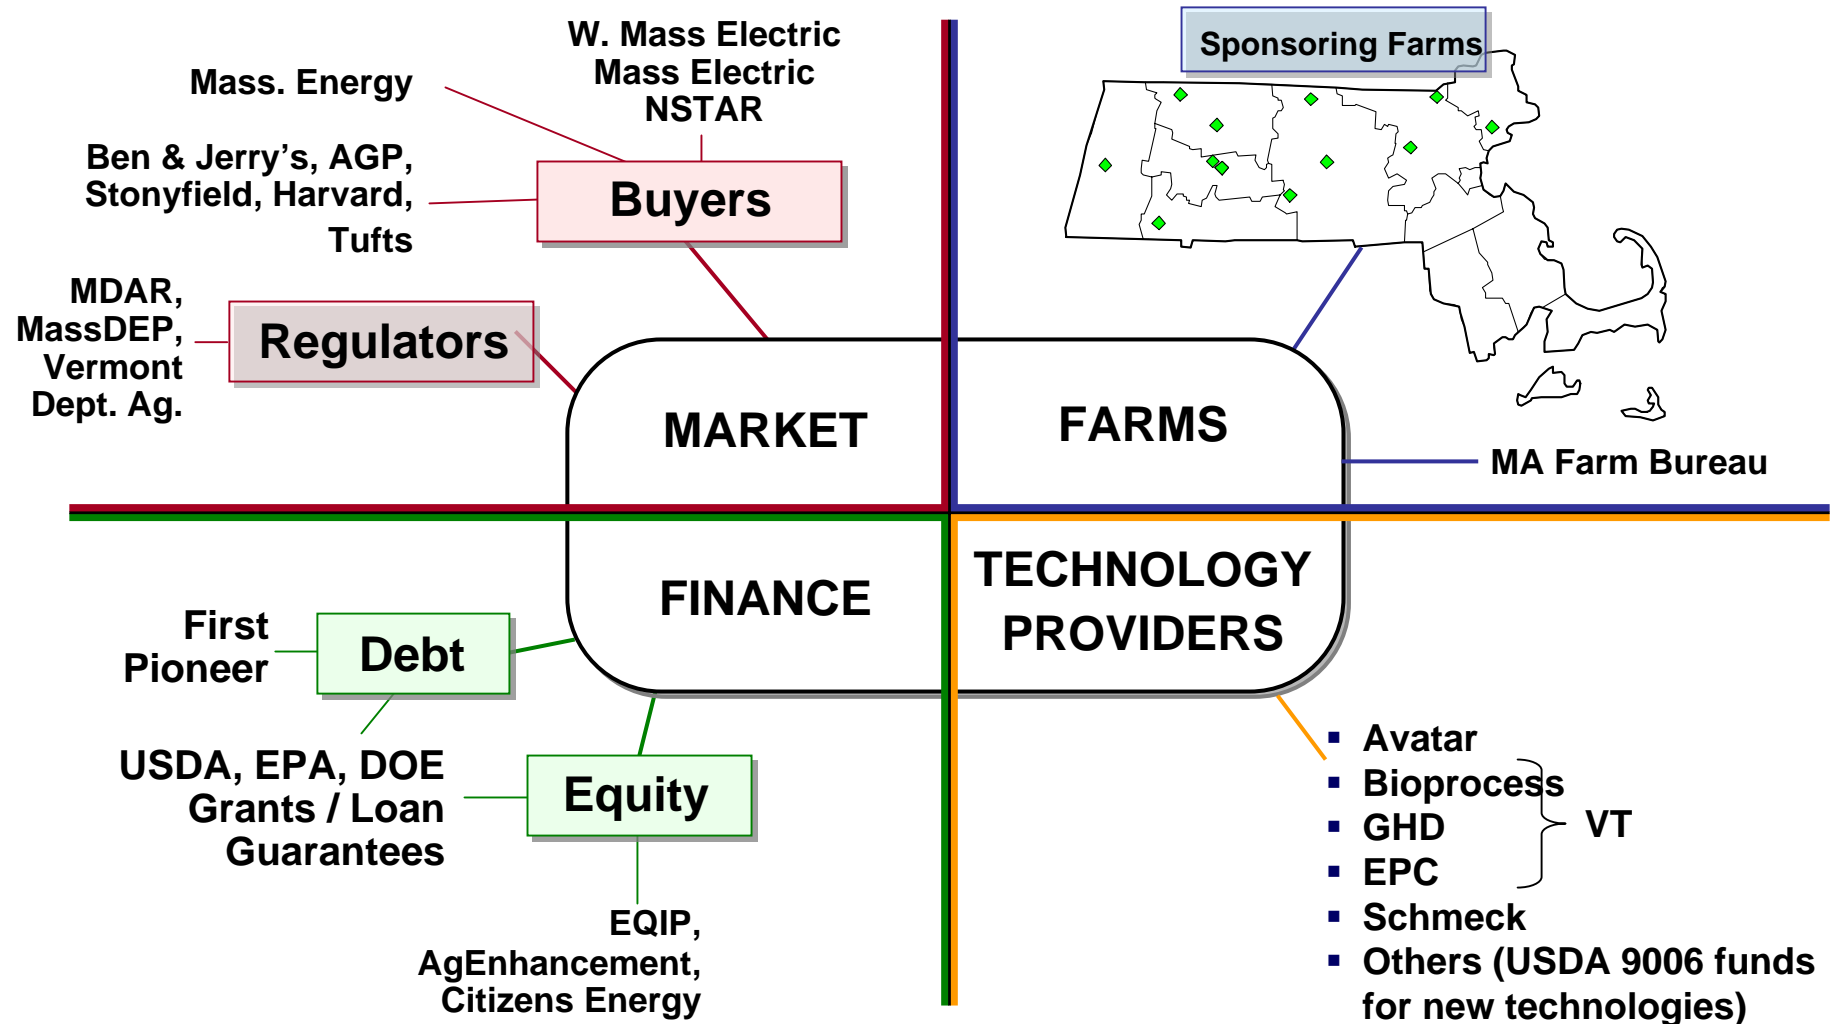 W. Mass Electric
Mass Electric
NSTAR
Mass. Energy
Ben & Jerry’s, AGP,
Stonyfield, Harvard,
Tufts
Buyers
MDAR,
MassDEP,
Vermont
Dept. Ag.
Regulators
MARKET
Sponsoring Farms
FARMS
MA Farm Bureau
FINANCE
First
Pioneer
Debt
USDA, EPA, DOE
Grants / Loan
Guarantees
Equity
EQIP,
AgEnhancement,
Citizens Energy
TECHNOLOGY
PROVIDERS
▪ Avatar
▪ Bioprocess
▪ GHD
▪ EPC
VT
▪ Schmeck
▪ Others (USDA 9006 funds
for new technologies)